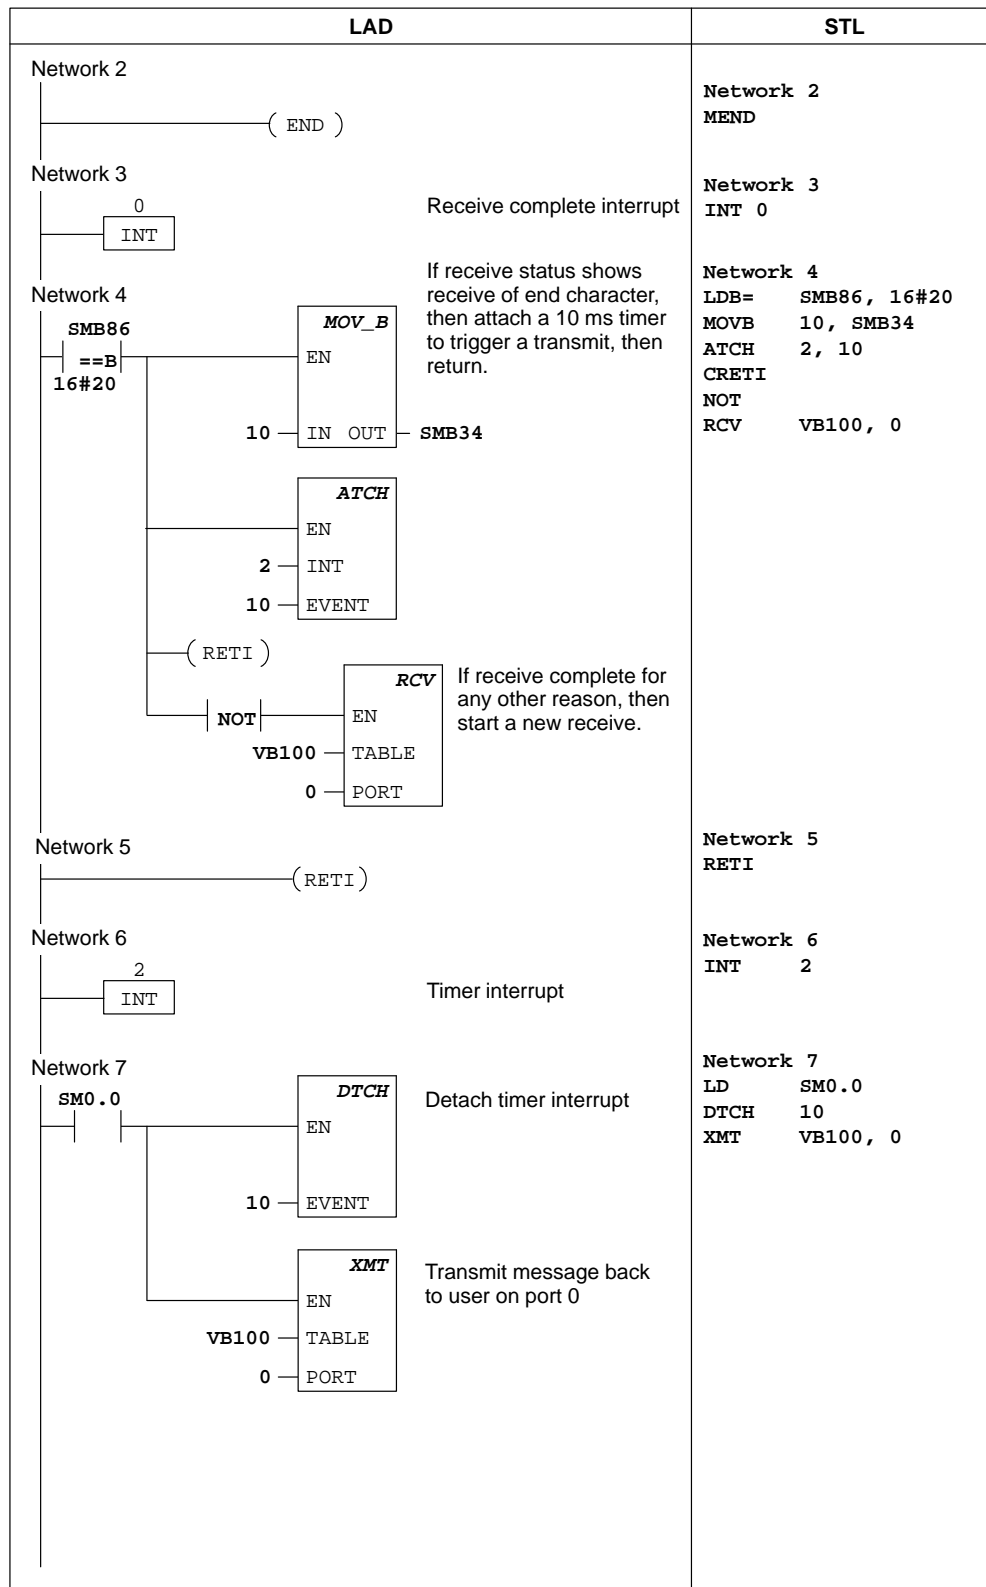 LAD
STL
Network 2
( END )
Network 2
MEND
Network 3
0
INT
Receive complete interrupt
Network 3
INT 0
Network 4
SMB86
==B
16#20
MOV_B
EN
10
IN OUT
SMB34
If receive status shows
receive of end character,
then attach a 10 ms timer
to trigger a transmit, then
return.
Network 4
LDB= SMB86, 16#20
MOVB 10, SMB34
ATCH 2, 10
CRETI
NOT
RCV VB100, 0
ATCH
EN
2
INT
10
EVENT
( RETI )
NOT
RCV
EN
VB100
TABLE
0
PORT
If receive complete for
any other reason, then
start a new receive.
Network 5
(RETI)
Network 5
RETI
Network 6
2
INT
Timer interrupt
Network 6
INT 2
Network 7
SM0.0
DTCH
EN
10
EVENT
Detach timer interrupt
Network 7
LD SM0.0
DTCH 10
XMT VB100, 0
XMT
EN
VB100
TABLE
0
PORT
Transmit message back
to user on port 0